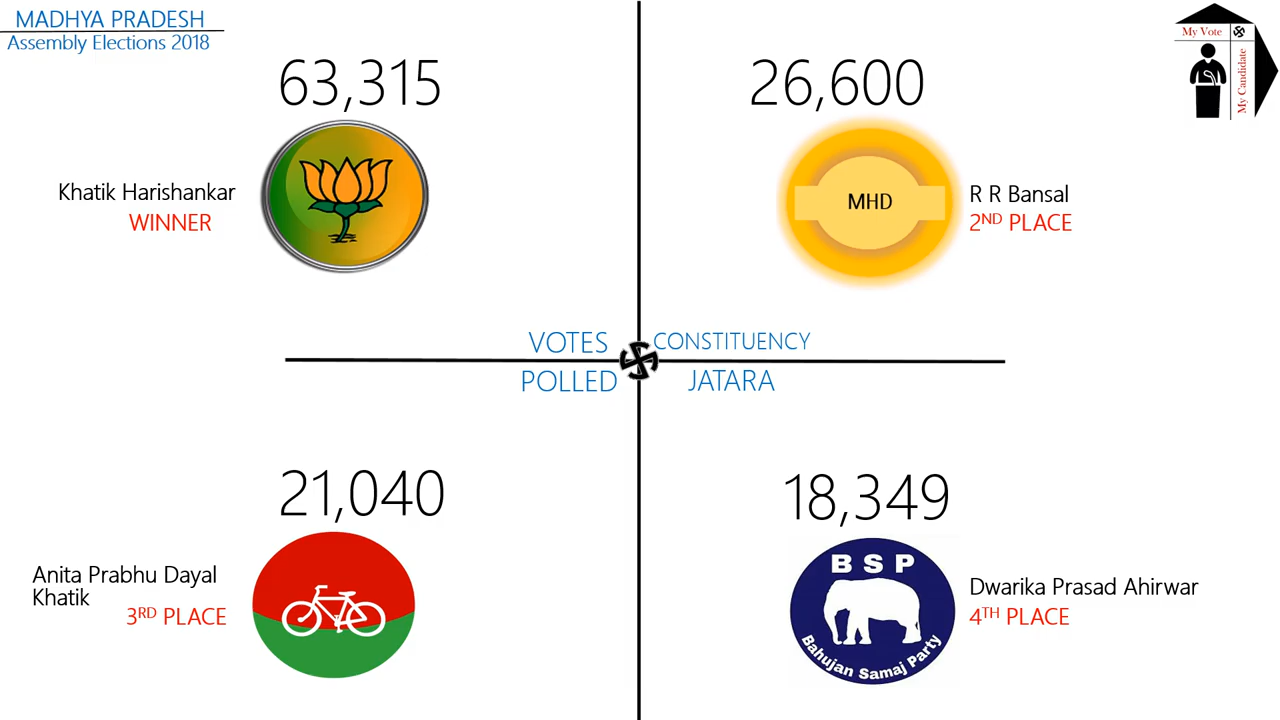 MADHYA PRADESH
Assembly Elections 2018
My Vote
My Candidate
63,315
Khatik Harishankar
WINNER
26,600
MHD
R R Bansal
2ND PLACE
VOTES
POLLED
CONSTITUENCY
JATARA
21,040
Anita Prabhu Dayal
Khatik
3RD PLACE
18,349
BSP
Bahujan Samaj Party
Dwarika Prasad Ahirwar
4TH PLACE